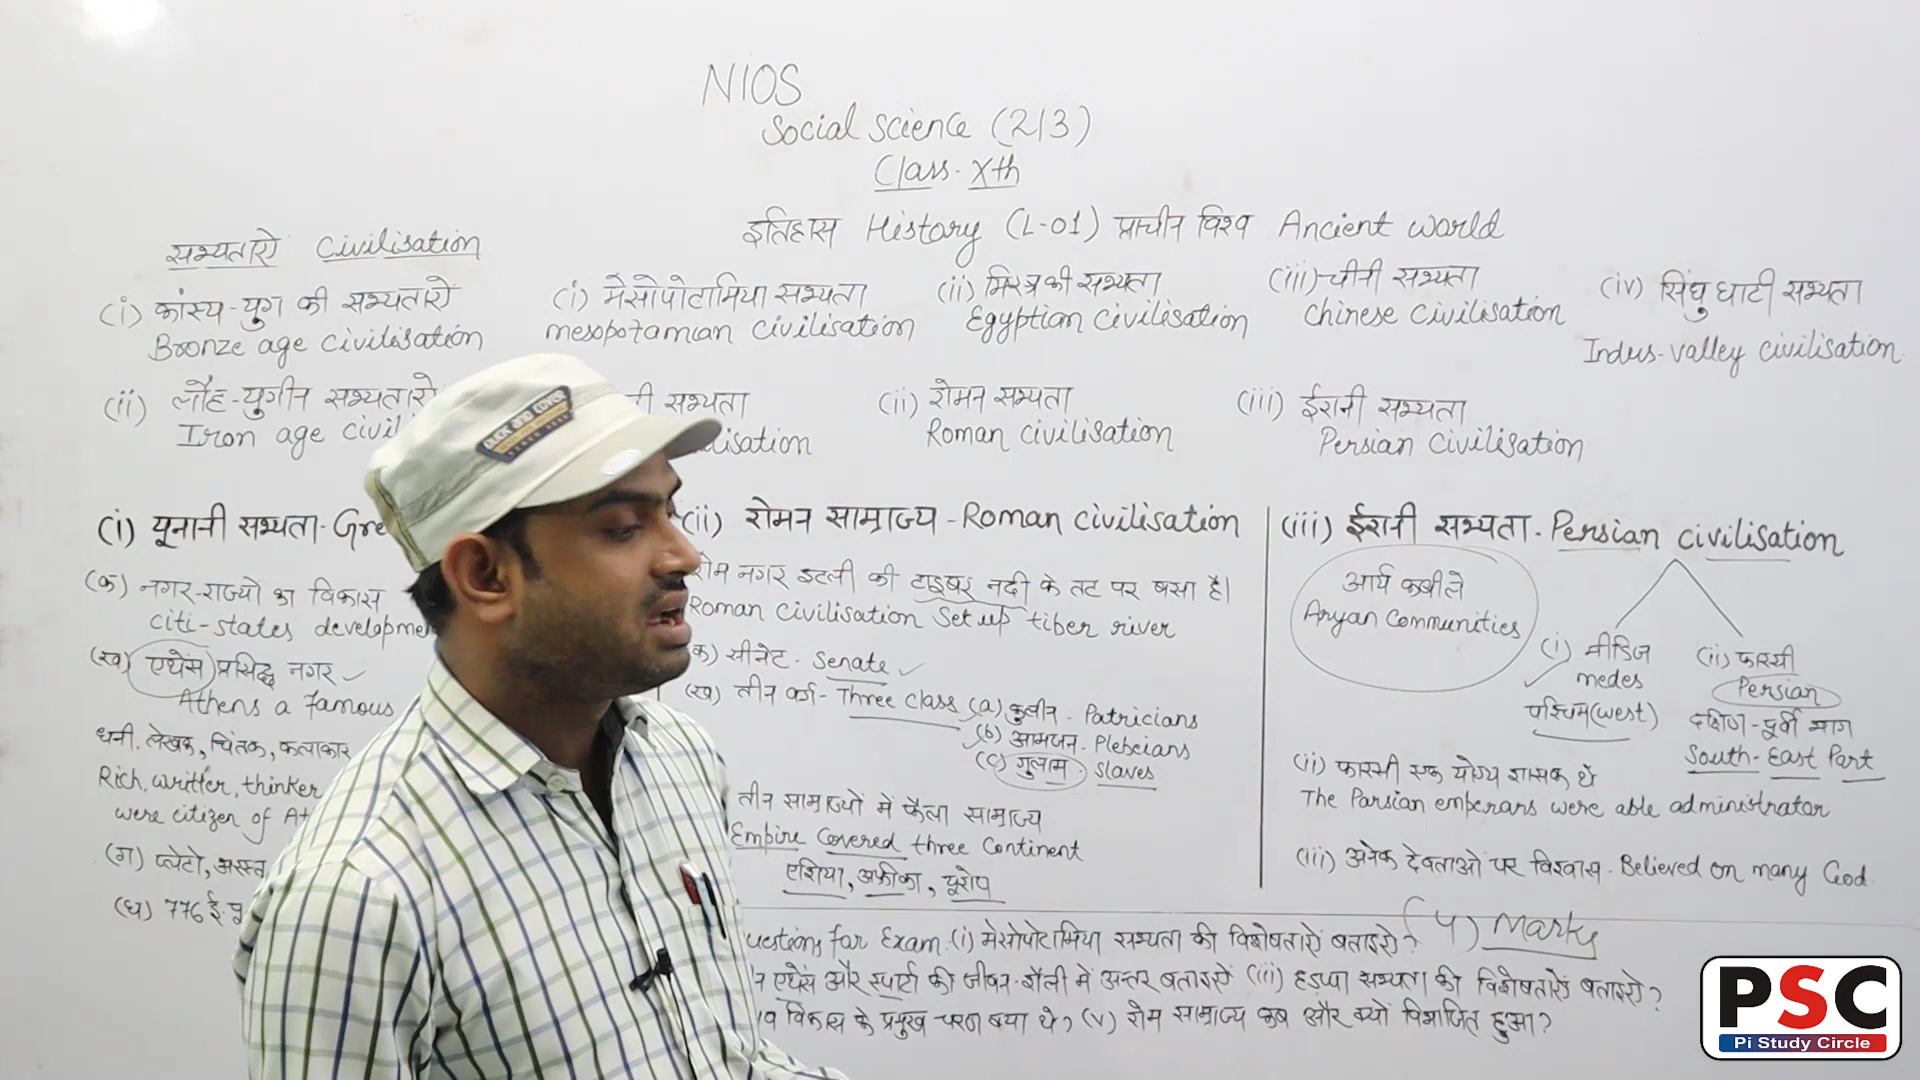 NIOS
Social Science (213)
Class. Xth
इतिहास History (L-01) प्राचीन विश्व Ancient world
सभ्यताऐ Civilisation
(i) कांस्य-युग की सभ्यताऐं
Bronze age civilisation
(i) मेसोपोटामिया सभ्यता
mesopotamian civilisation
(ii) मिस्त्र की सभ्यता
Egyptian civilisation
(iii) चीनी सभ्यता
Chinese Civilisation
(iv) सिंधु घाटी सभ्यता
Indus-valley civilisation
(ii) लौह-युगीन सभ्यताऐ
Iron age civil
नी सभ्यता
lisation
(ii) रोमन सभ्यता
Roman civilisation
(iii) ईरानी सभ्यता
Persian civilisation
(i) यूनानी सभ्यता-Gre
(क) नगर-राज्यो का विकास
citi-states developme
(ख) एथेंस प्रसिद्ध नगर
Athens a famous
धनी, लेखक, चिंतक, कलाकार
Rich, writter, thinker
were citizen of At
(ग) प्लेटो, अरस्त
(घ) 776 ई.पू
(ii) रोमन साम्राज्य-Roman civilisation
रोम नगर इटली की टाइबर नदी के तट पर बसा है।
Roman civilisation Set up tiber river
क) सीनेट- Senate
(ख) तीन वर्ग- Three class (a) कुलीन- Patricians
(b) आमजन- Plebeians
(c) गुलाम- Slaves
तीन साम्राज्यों में फैला साम्राज्य
Empire Covered three Continent
एशिया, अफ्रीका, यूरोप
(iii) ईरानी सभ्यता- Persian civilisation
आर्य कबीले
Aryan Communities
(i) मीडिज
medes
पश्चिम (west)
(ii) फारसी
Persian
दक्षिण-पूर्वी भाग
South-East Part
(ii) फारसी एक योग्य शासक थे
The Parsian emperars were able administrator
(iii) अनेक देवताओं पर विश्वास- Believed on many God.
uestions for Exam (i) मेसोपोटामिया सभ्यता की विशेषताऐं बताइऐ? (4) Marks
एथेंस और स्पार्टा की जीवन-शैली में अन्तर बताइऐं (iii) हड़प्पा सभ्यता की विशेषताऐं बताइऐ?
विकास के प्रमुख चरण क्या थे? (v) रोम साम्राज्य कब और क्यों विभाजित हुआ?
DUCK AND COVER
PSC
Pi Study Circle